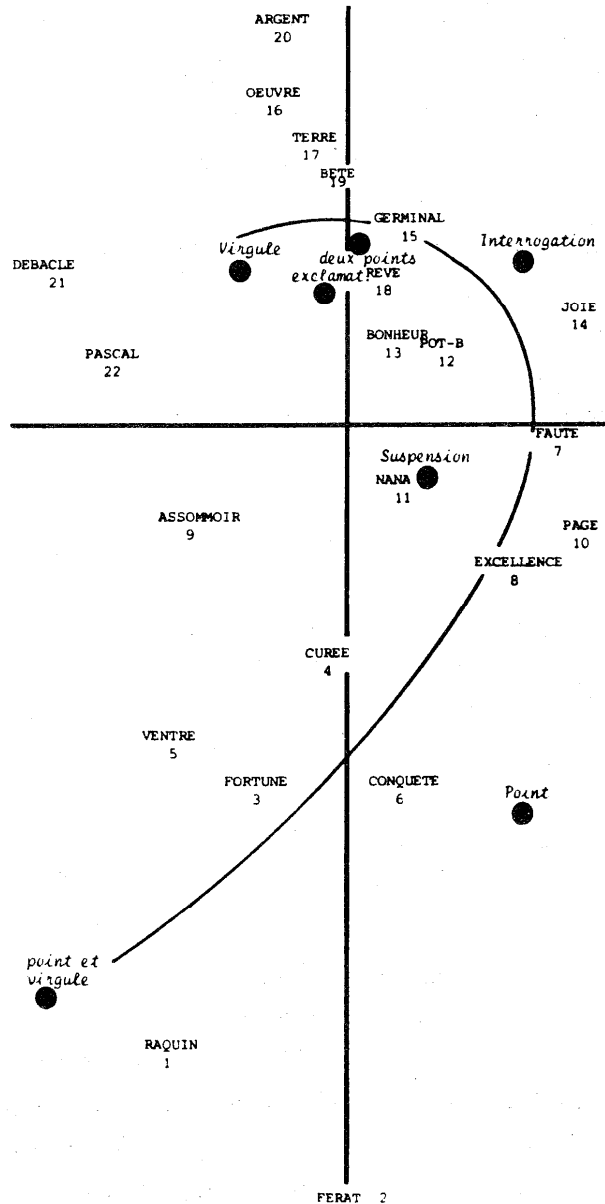 ARGENT
20
OEUVRE
16
TERRE
17
BETE
19
GERMINAL
15
Virgule
Interrogation
deux points
DEBACLE
21
exclamat.
REVE
18
JOIE
14
BONHEUR
13
POT-B
12
PASCAL
22
FAUTE
7
Suspension
NANA
11
ASSOMMOIR
9
PAGE
10
EXCELLENCE
8
CUREE
4
VENTRE
5
FORTUNE
3
CONQUETE
6
Point
point et
virgule
RAQUIN
1
FERAT 2